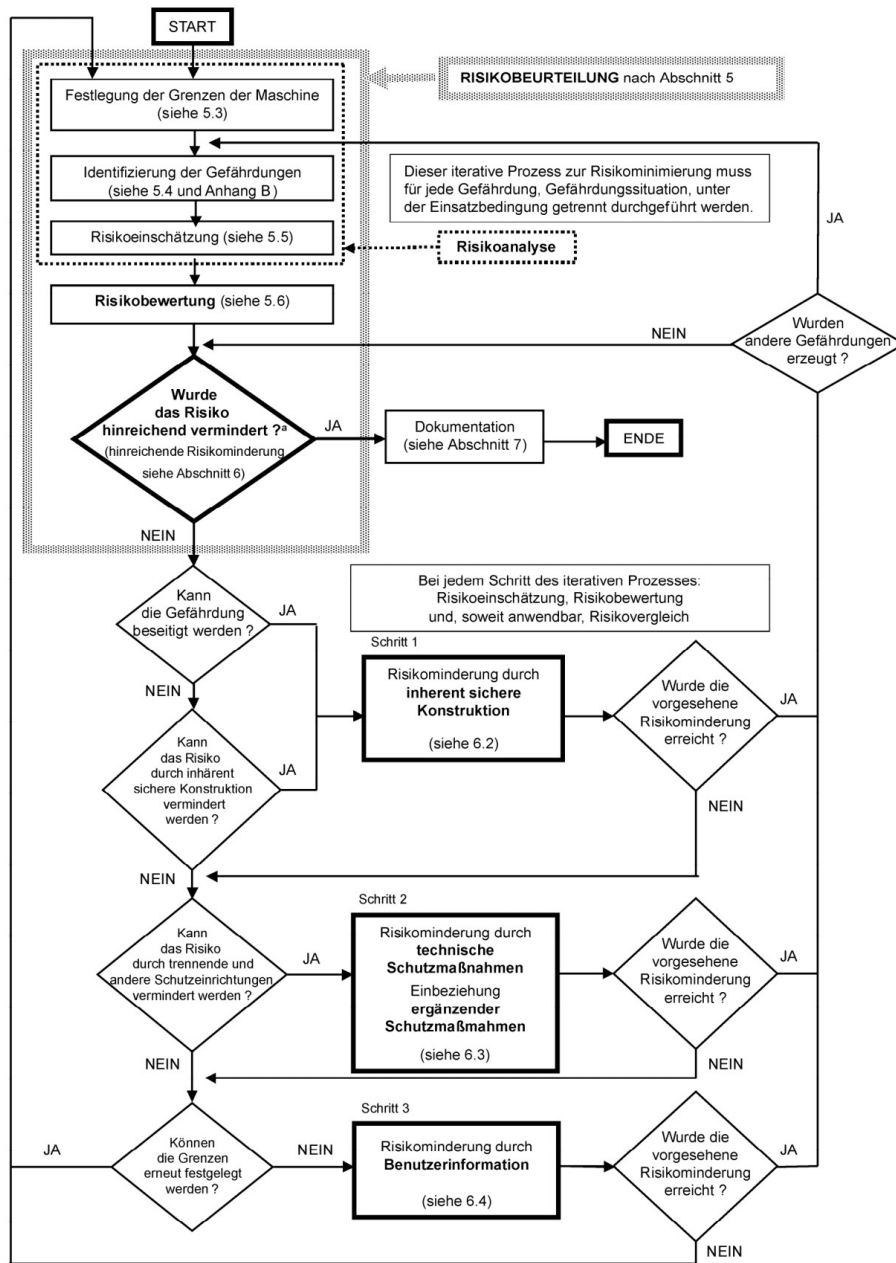 START
RISIKOBEURTEILUNG nach Abschnitt 5
Festlegung der Grenzen der Maschine
(siehe 5.3)
Identifizierung der Gefährdungen
(siehe 5.4 und Anhang B)
Dieser iterative Prozess zur Risikominimierung muss
für jede Gefährdung, Gefährdungssituation, unter
der Einsatzbedingung getrennt durchgeführt werden.
JA
Risikoeinschätzung (siehe 5.5)
Risikoanalyse
Risikobewertung (siehe 5.6)
NEIN
Wurden
andere Gefährdungen
erzeugt ?
Wurde
das Risiko
hinreichend vermindert ?ª
(hinreichende Risikominderung
siehe Abschnitt 6)
JA
Dokumentation
(siehe Abschnitt 7)
ENDE
NEIN
Kann
die Gefährdung
beseitigt werden ?
JA
Bei jedem Schritt des iterativen Prozesses:
Risikoeinschätzung, Risikobewertung
und, soweit anwendbar, Risikovergleich
Schritt 1
Risikominderung durch
inherent sichere
Konstruktion
(siehe 6.2)
Wurde die
vorgesehene
Risikominderung
erreicht ?
JA
NEIN
Kann
das Risiko
durch inhärent
sichere Konstruktion
vermindert
werden ?
JA
NEIN
NEIN
Schritt 2
Kann
das Risiko
durch trennende und
andere Schutzeinrichtungen
vermindert werden ?
JA
Risikominderung durch
technische
Schutzmaßnahmen
Einbeziehung
ergänzender
Schutzmaßmahmen
(siehe 6.3)
Wurde die
vorgesehene
Risikominderung
erreicht ?
JA
NEIN
NEIN
Schritt 3
JA
Können
die Grenzen
erneut festgelegt
werden ?
NEIN
Risikominderung durch
Benutzerinformation
(siehe 6.4)
Wurde die
vorgesehene
Risikominderung
erreicht ?
JA
NEIN